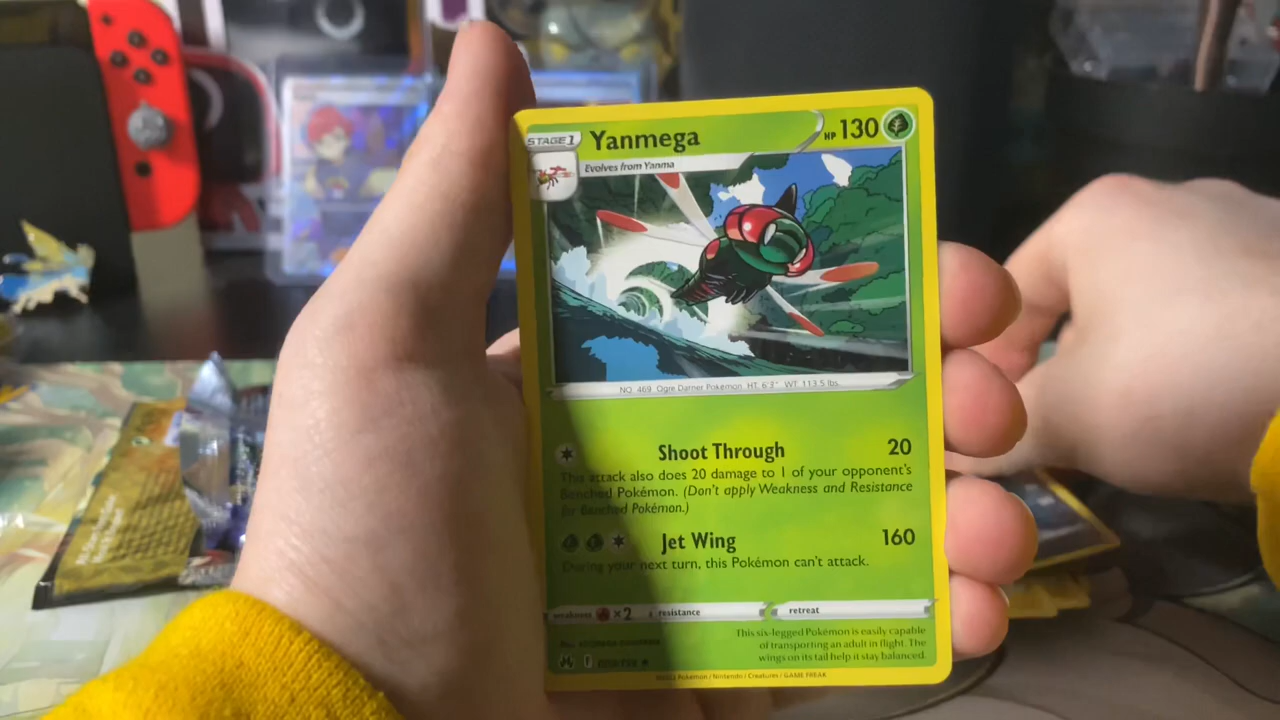 STAGE 1
Yanmega
HP 130
Evolves from Yanma
NO. 469 Ogre Darner Pokémon HT. 6'3" WT. 113.5 lbs.
Shoot Through 20
This attack also does 20 damage to 1 of your opponent's
Benched Pokémon. (Don't apply Weakness and Resistance
for Benched Pokémon.)
Jet Wing 160
During your next turn, this Pokémon can't attack.
weakness ×2 resistance retreat
This six-legged Pokémon is easily capable
of transporting an adult in flight. The
wings on its tail help it stay balanced.
Pokémon / Nintendo / Creatures / GAME FREAK